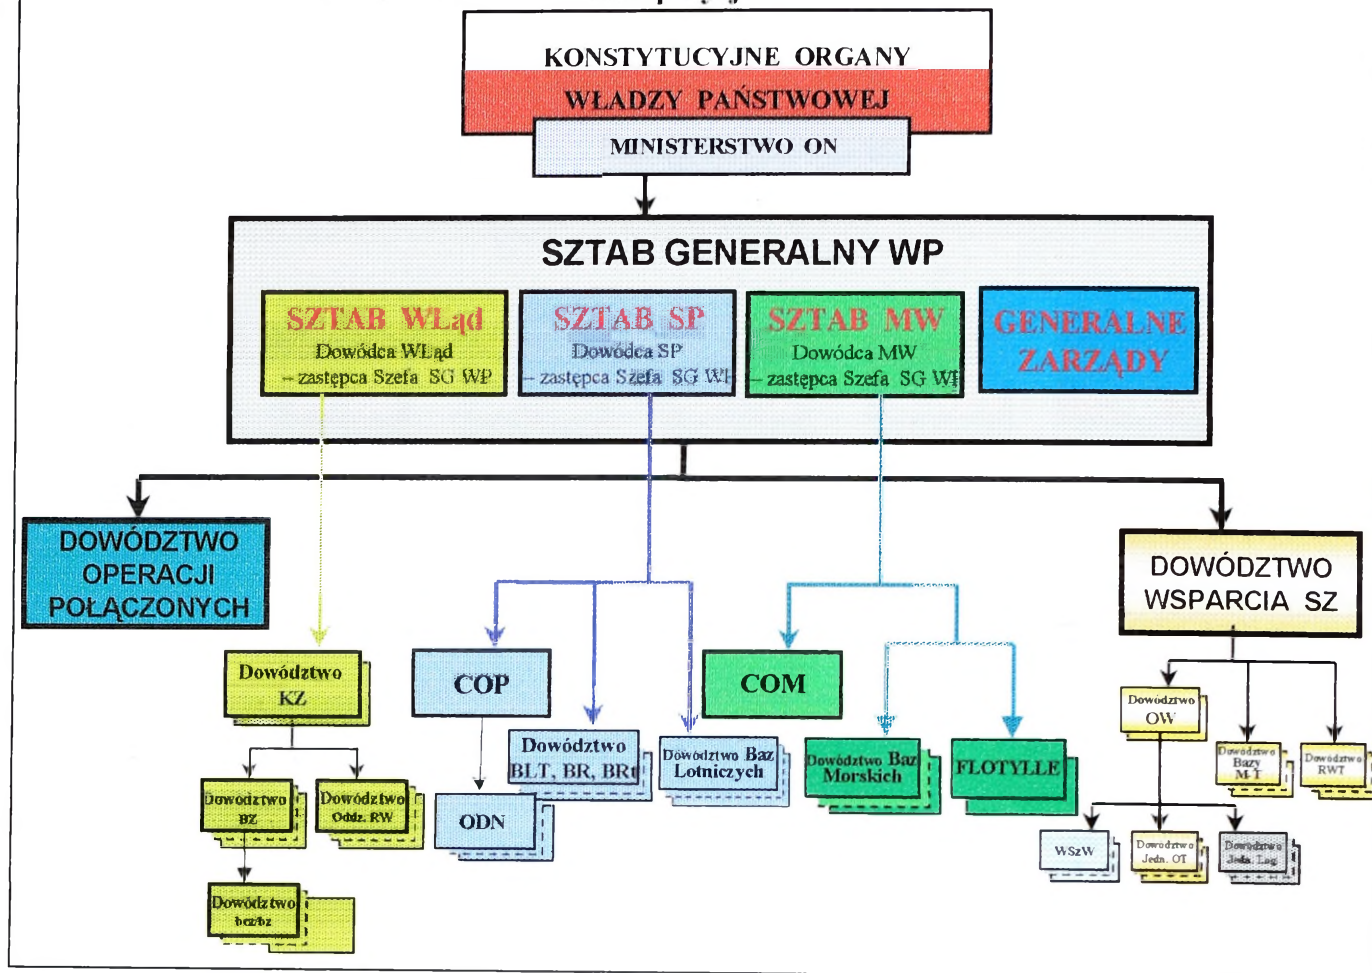 KONSTYTUCYJNE ORGANY
WŁADZY PAŃSTWOWEJ
MINISTERSTWO ON
SZTAB GENERALNY WP
SZTAB WLąd
Dowódca WLąd
– zastępca Szefa SG WP
SZTAB SP
Dowódca SP
– zastępca Szefa SG WP
SZTAB MW
Dowódca MW
– zastępca Szefa SG WP
GENERALNE
ZARZĄDY
DOWÓDZTWO
OPERACJI
POŁĄCZONYCH
DOWÓDZTWO
WSPARCIA SZ
Dowództwo
KZ
COP
COM
Dowództwo
OW
Dowództwo
BLT, BR, BRt
Dowództwo Baz
Lotniczych
Dowództwo Baz
Morskich
FLOTYLLE
Dowództwo
Bazy
M-T
Dowództwo
RWT
Dowództwo
BZ
Dowództwo
Oddz. RW
ODN
WSzW
Dowództwo
Jedn. OT
Dowództwo
Jedn. Log
Dowództwo
bcz/bz